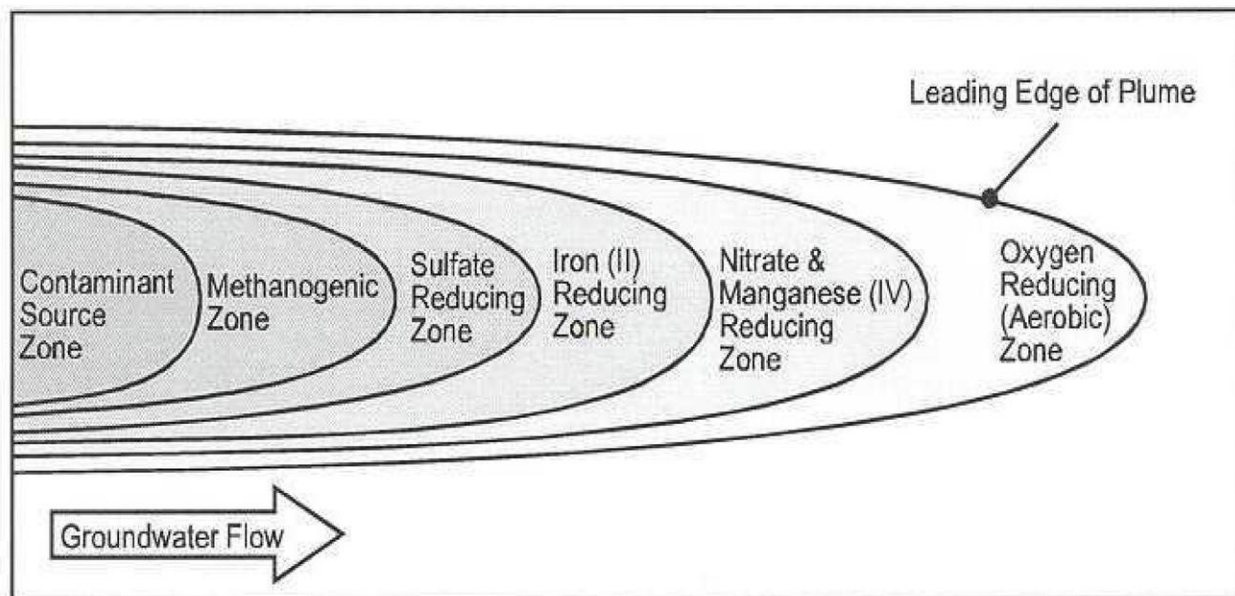 Leading Edge of Plume
Contaminant
Source
Zone
Methanogenic
Zone
Sulfate
Reducing
Zone
Iron (II)
Reducing
Zone
Nitrate &
Manganese (IV)
Reducing
Zone
Oxygen
Reducing
(Aerobic)
Zone
Groundwater Flow